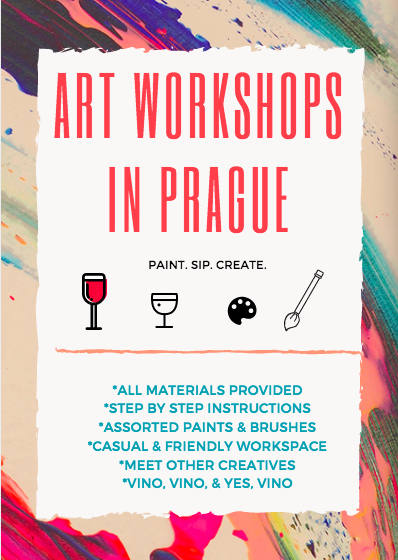 ART WORKSHOPS
IN PRAGUE
PAINT. SIP. CREATE.
*ALL MATERIALS PROVIDED
*STEP BY STEP INSTRUCTIONS
*ASSORTED PAINTS & BRUSHES
*CASUAL & FRIENDLY WORKSPACE
*MEET OTHER CREATIVES
*VINO, VINO, & YES, VINO